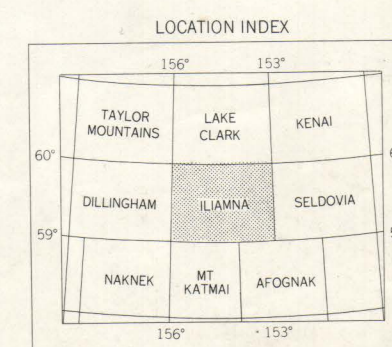 LOCATION INDEX
156° 153°
TAYLOR MOUNTAINS LAKE CLARK KENAI
60°
DILLINGHAM ILIAMNA SELDOVIA
59°
NAKNEK MT KATMAI AFOGNAK
156° 153°